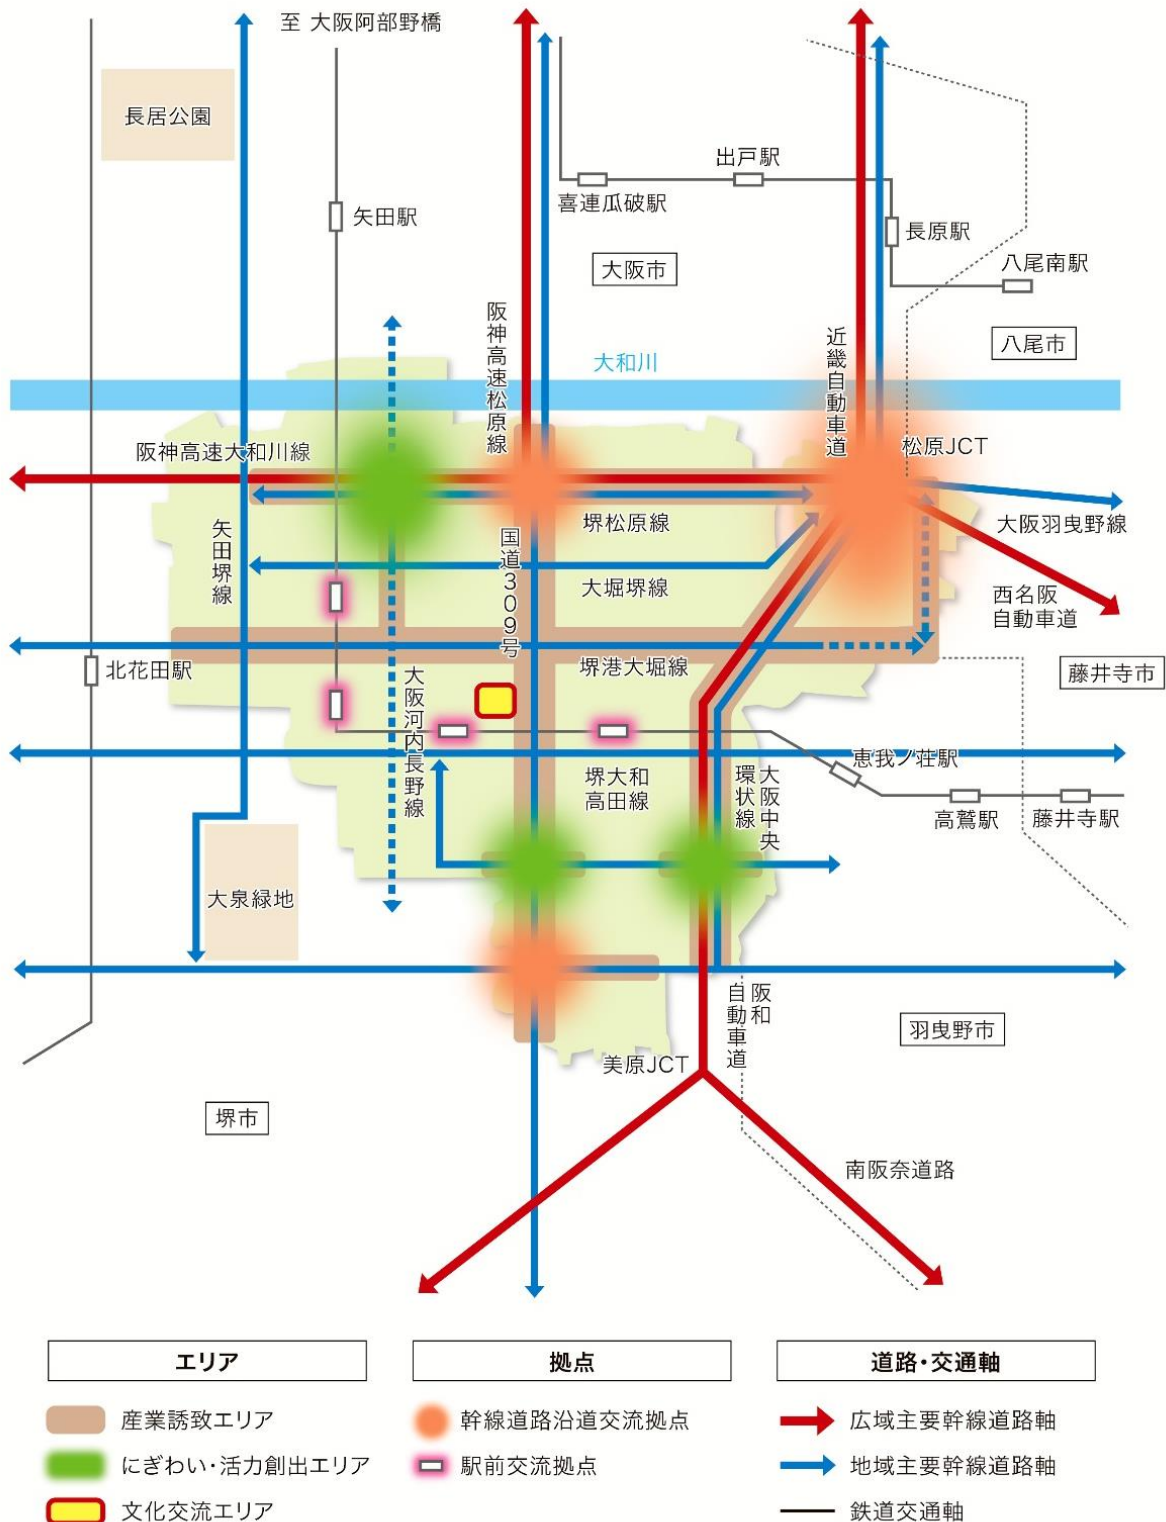 至 大阪阿部野橋
長居公園
出戸駅
喜連瓜破駅
矢田駅
長原駅
八尾南駅
大阪市
八尾市
阪神高速松原線
近畿自動車道
大和川
阪神高速大和川線
松原JCT
堺松原線
大阪羽曳野線
矢田堺線
国道309号
大堀堺線
西名阪
自動車道
北花田駅
堺港大堀線
藤井寺市
大阪河内長野線
堺大和
高田線
大阪中央
環状線
恵我ノ荘駅
高鷲駅
藤井寺駅
大泉緑地
阪和
自動車道
羽曳野市
美原JCT
堺市
南阪奈道路
エリア
産業誘致エリア
にぎわい・活力創出エリア
文化交流エリア
拠点
幹線道路沿道交流拠点
駅前交流拠点
道路・交通軸
広域主要幹線道路軸
地域主要幹線道路軸
鉄道交通軸